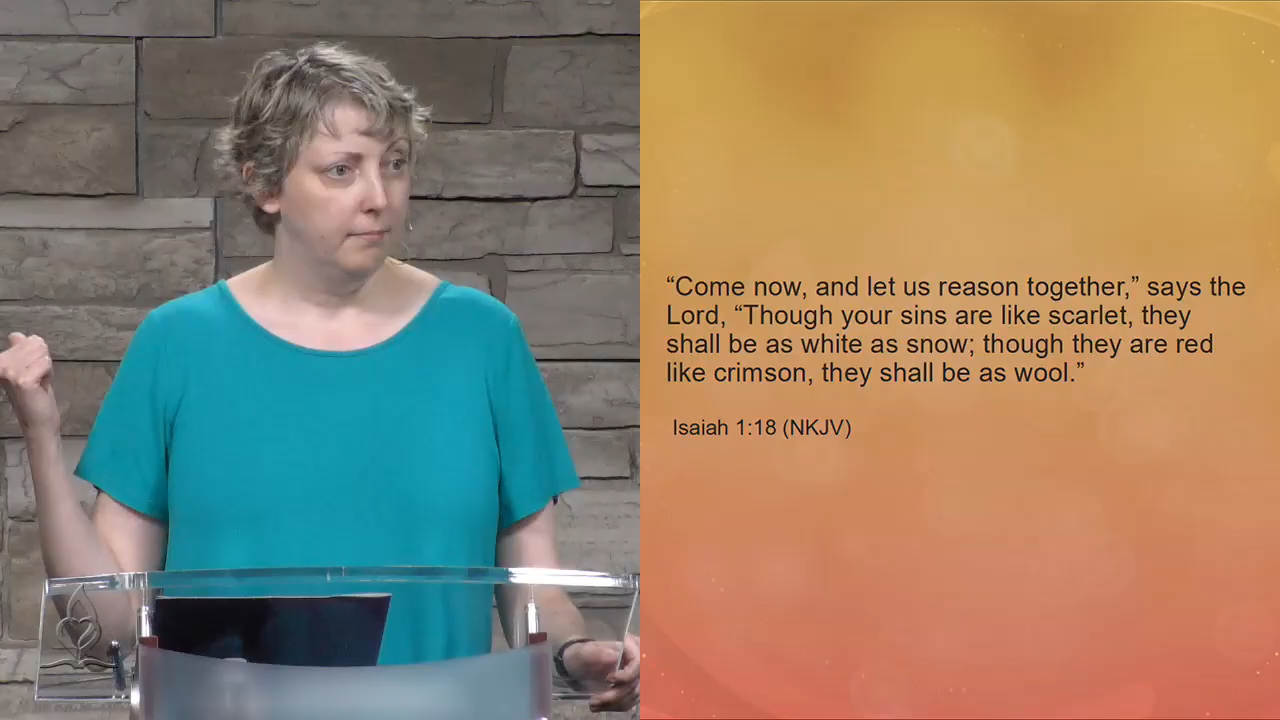 “Come now, and let us reason together,” says the
Lord, “Though your sins are like scarlet, they
shall be as white as snow; though they are red
like crimson, they shall be as wool.”
Isaiah 1:18 (NKJV)